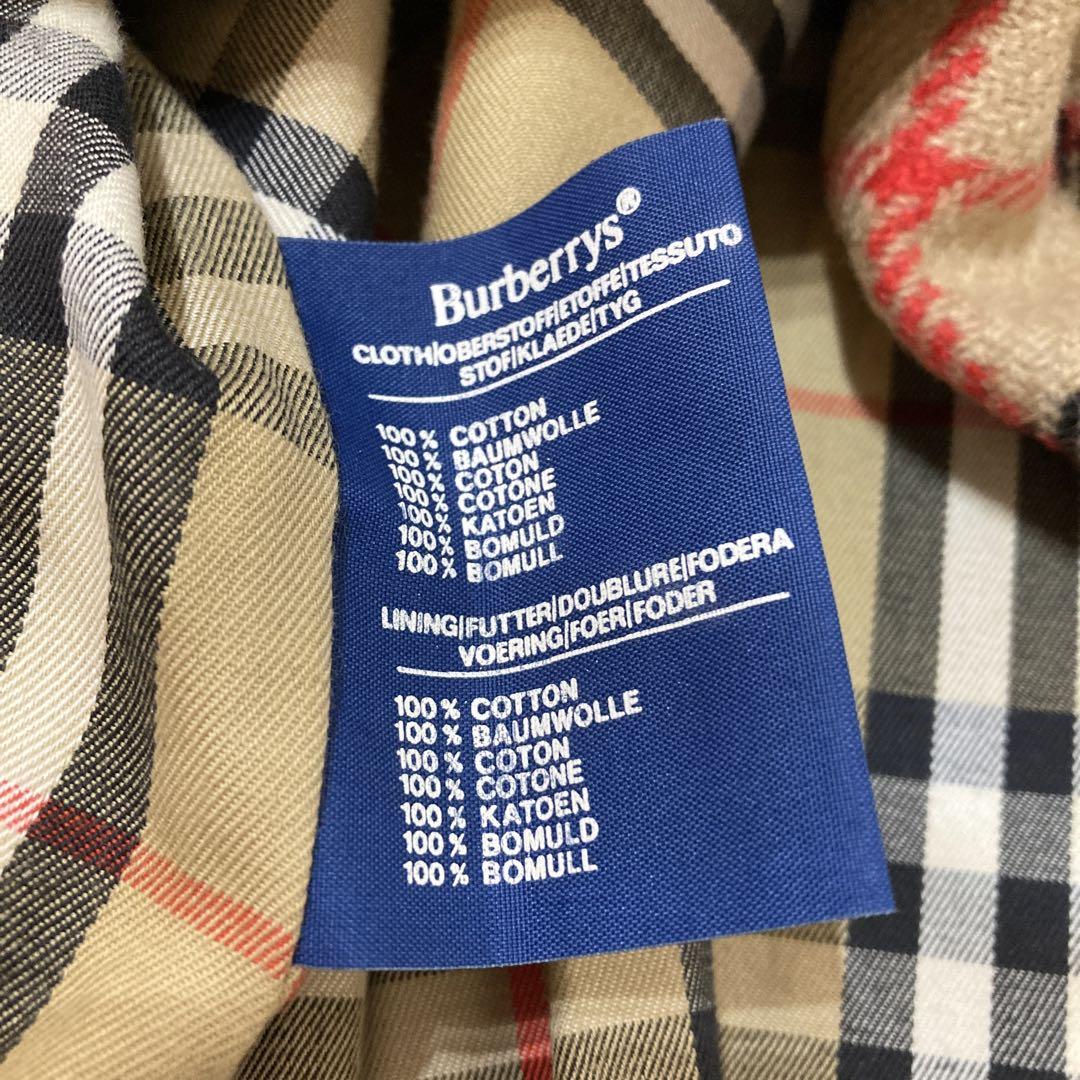 Burberrys®
CLOTH/OBERSTOFF/ETOFFE/TESSUTO
STOF/KLAEDE/TYG
100% COTTON
100% BAUMWOLLE
100% COTON
100% COTONE
100% KATOEN
100% BOMULD
100% BOMULL
LINING/FUTTER/DOUBLURE/FODERA
VOERING/FOER/FODER
100% COTTON
100% BAUMWOLLE
100% COTON
100% COTONE
100% KATOEN
100% BOMULD
100% BOMULL